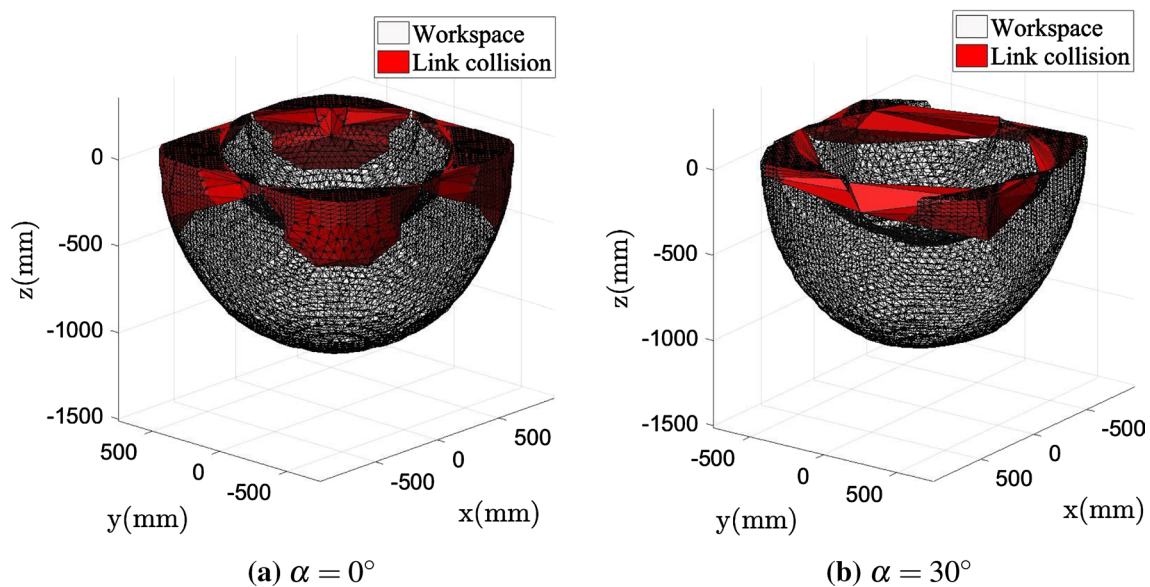 Workspace
Link collision
0
-500
-1000
-1500
z(mm)
500
0
-500
y(mm)
-500
0
500
x(mm)
(a) α = 0°
Workspace
Link collision
0
-500
-1000
-1500
z(mm)
-500
0
500
y(mm)
500
0
-500
x(mm)
(b) α = 30°